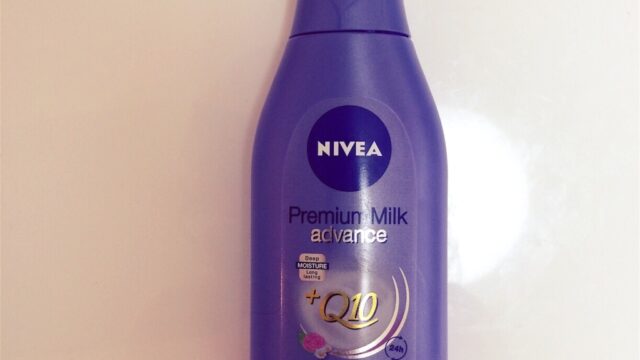 NIVEA
Premium Milk
advance
Deep
MOISTURE
Long
lasting
+Q10
24h